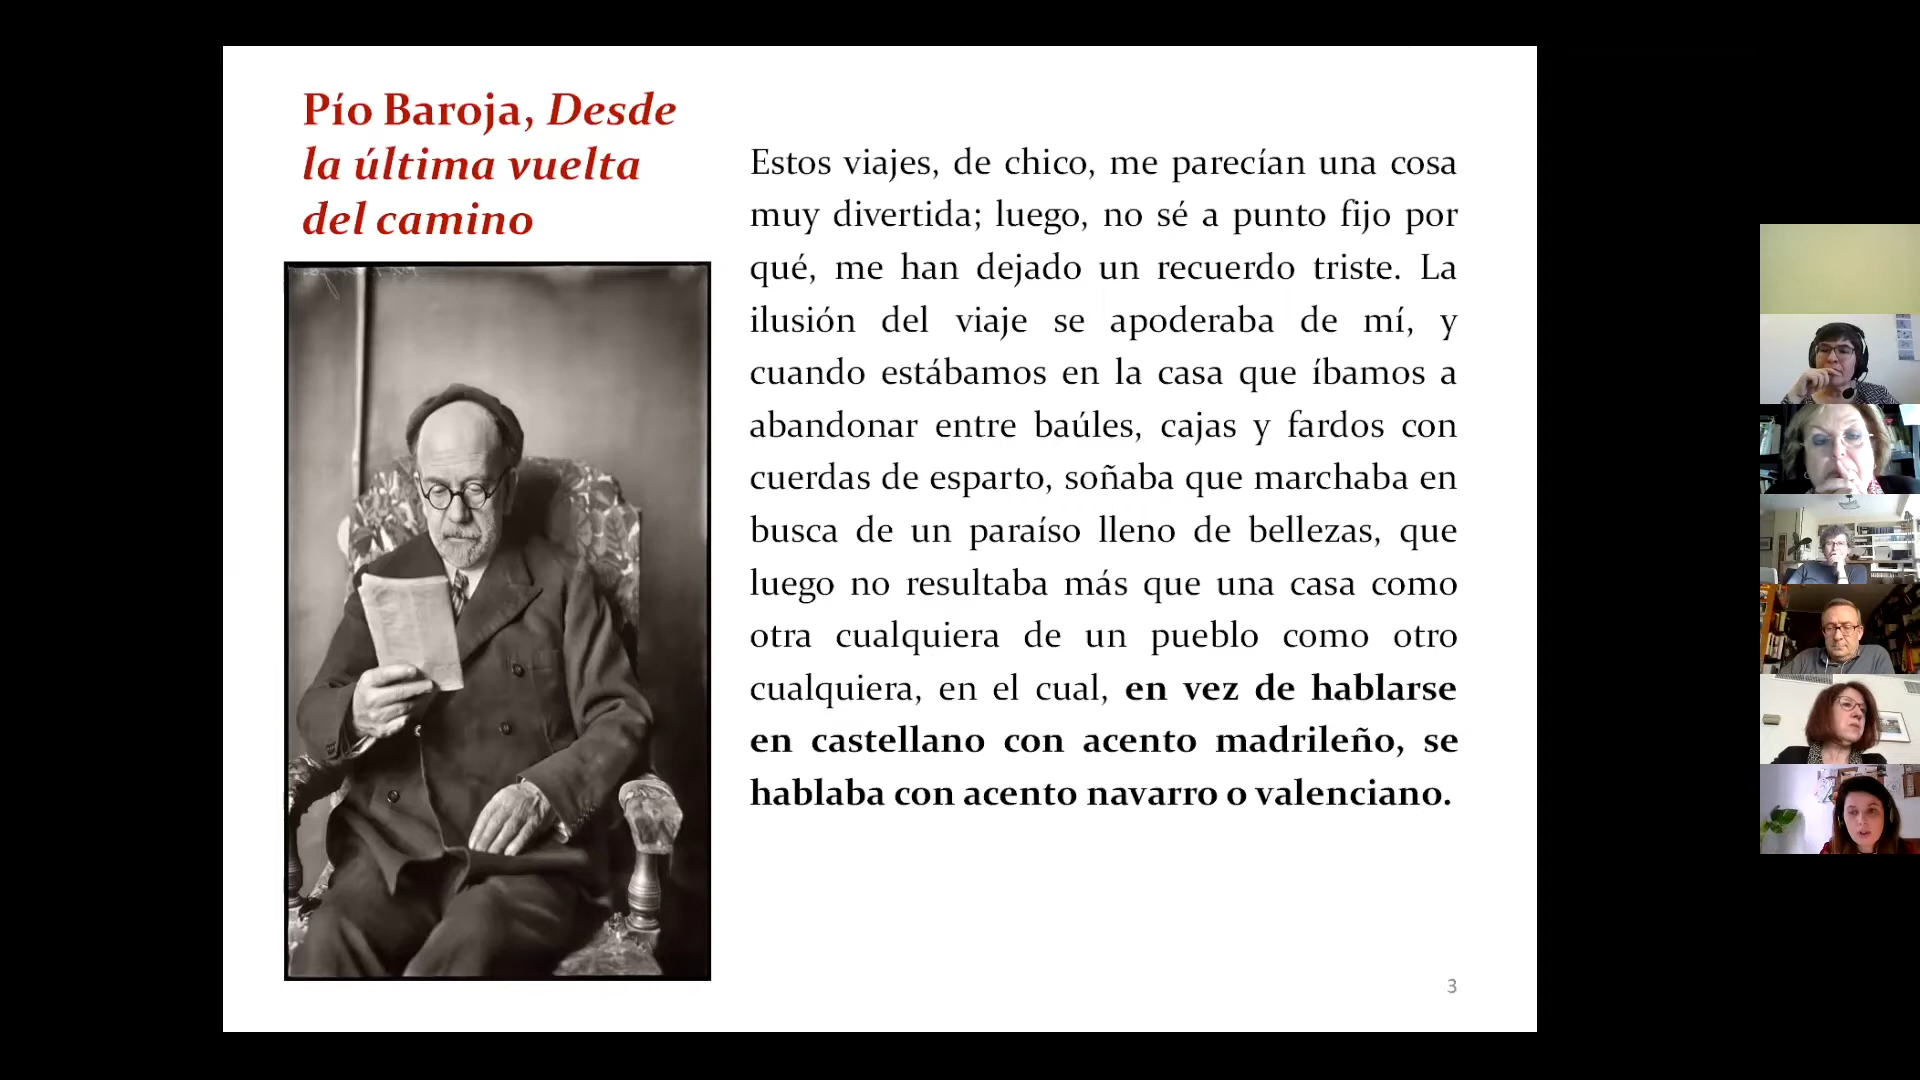 Pío Baroja, Desde
la última vuelta
del camino
Estos viajes, de chico, me parecían una cosa
muy divertida; luego, no sé a punto fijo por
qué, me han dejado un recuerdo triste. La
ilusión del viaje se apoderaba de mí, y
cuando estábamos en la casa que íbamos a
abandonar entre baúles, cajas y fardos con
cuerdas de esparto, soñaba que marchaba en
busca de un paraíso lleno de bellezas, que
luego no resultaba más que una casa como
otra cualquiera de un pueblo como otro
cualquiera, en el cual, en vez de hablarse
en castellano con acento madrileño, se
hablaba con acento navarro o valenciano.
3